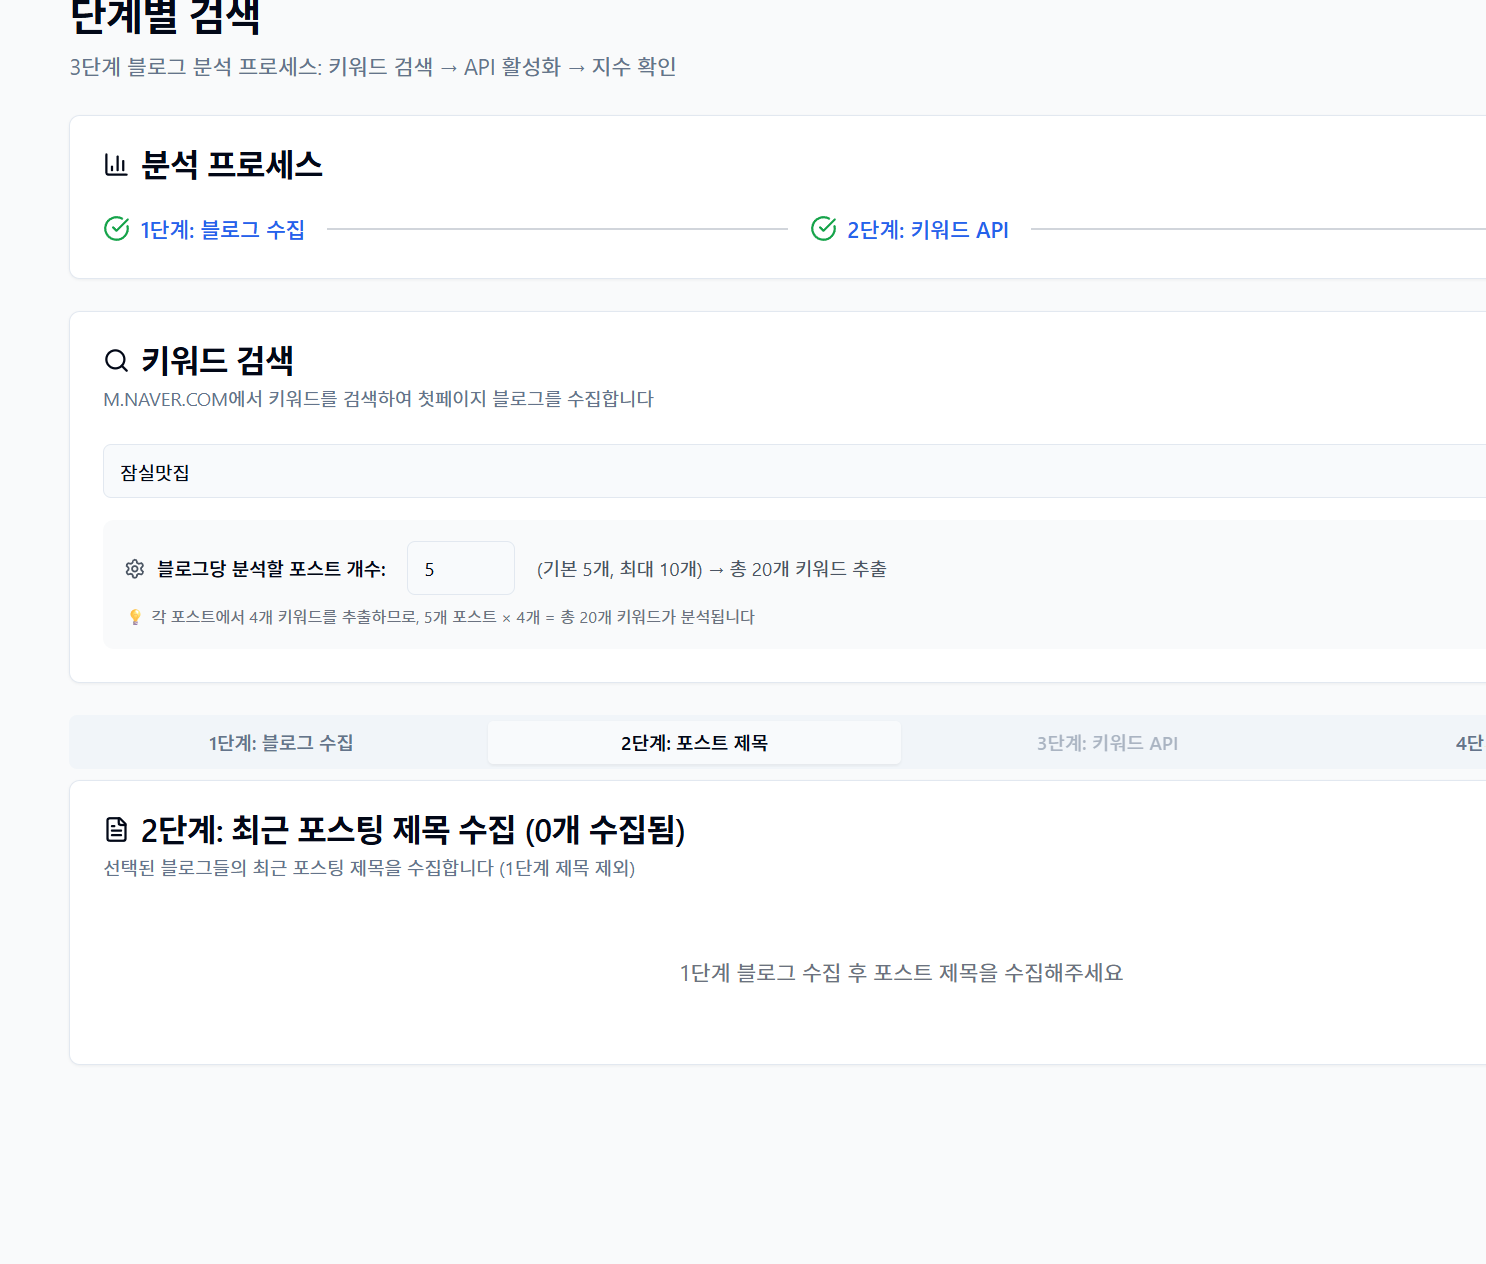 단계별 검색
3단계 블로그 분석 프로세스: 키워드 검색 → API 활성화 → 지수 확인
분석 프로세스
1단계: 블로그 수집
2단계: 키워드 API
키워드 검색
M.NAVER.COM에서 키워드를 검색하여 첫페이지 블로그를 수집합니다
잠실맛집
블로그당 분석할 포스트 개수: 5 (기본 5개, 최대 10개) → 총 20개 키워드 추출
💡 각 포스트에서 4개 키워드를 추출하므로, 5개 포스트 × 4개 = 총 20개 키워드가 분석됩니다
1단계: 블로그 수집
2단계: 포스트 제목
3단계: 키워드 API
4단
2단계: 최근 포스팅 제목 수집 (0개 수집됨)
선택된 블로그들의 최근 포스팅 제목을 수집합니다 (1단계 제목 제외)
1단계 블로그 수집 후 포스트 제목을 수집해주세요